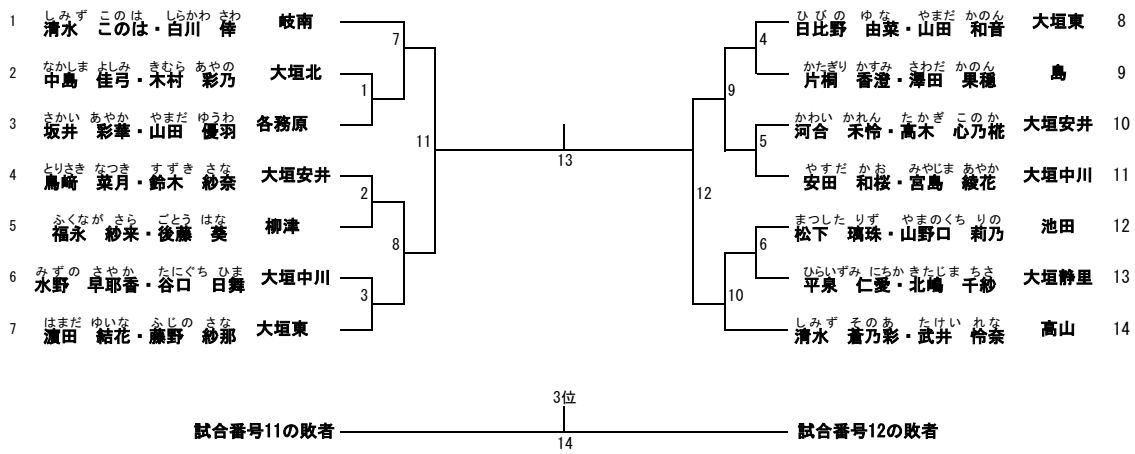 しみず このは しらかわ さわ
1 清水 このは・白川 倖 岐南
なかしま よしみ きむら あやの
2 中島 佳弓・木村 彩乃 大垣北
さかい あやか やまだ ゆうわ
3 坂井 彩華・山田 優羽 各務原
とりさき なつき すずき さな
4 鳥﨑 菜月・鈴木 紗奈 大垣安井
ふくなが さら ごとう はな
5 福永 紗来・後藤 葵 柳津
みずの さやか たにぐち ひま
6 水野 早耶香・谷口 日舞 大垣中川
はまだ ゆいな ふじの さな
7 濵田 結花・藤野 紗那 大垣東
7
1
11
2
8
3
13
4
9
5
12
6
10
ひびの ゆな やまだ かのん
日比野 由菜・山田 和音 大垣東 8
かたぎり かすみ さわだ かのん
片桐 香澄・澤田 果穏 島 9
かわい かれん たかぎ このか
河合 禾怜・高木 心乃椛 大垣安井 10
やすだ かお みやじま あやか
安田 和桜・宮島 綾花 大垣中川 11
まつした りず やまのくち りの
松下 璃珠・山野口 莉乃 池田 12
ひらいずみ にちか きたじま ちさ
平泉 仁愛・北嶋 千紗 大垣静里 13
しみず そのあ たけい れな
清水 蒼乃彩・武井 怜奈 高山 14
3位
試合番号11の敗者 14 試合番号12の敗者